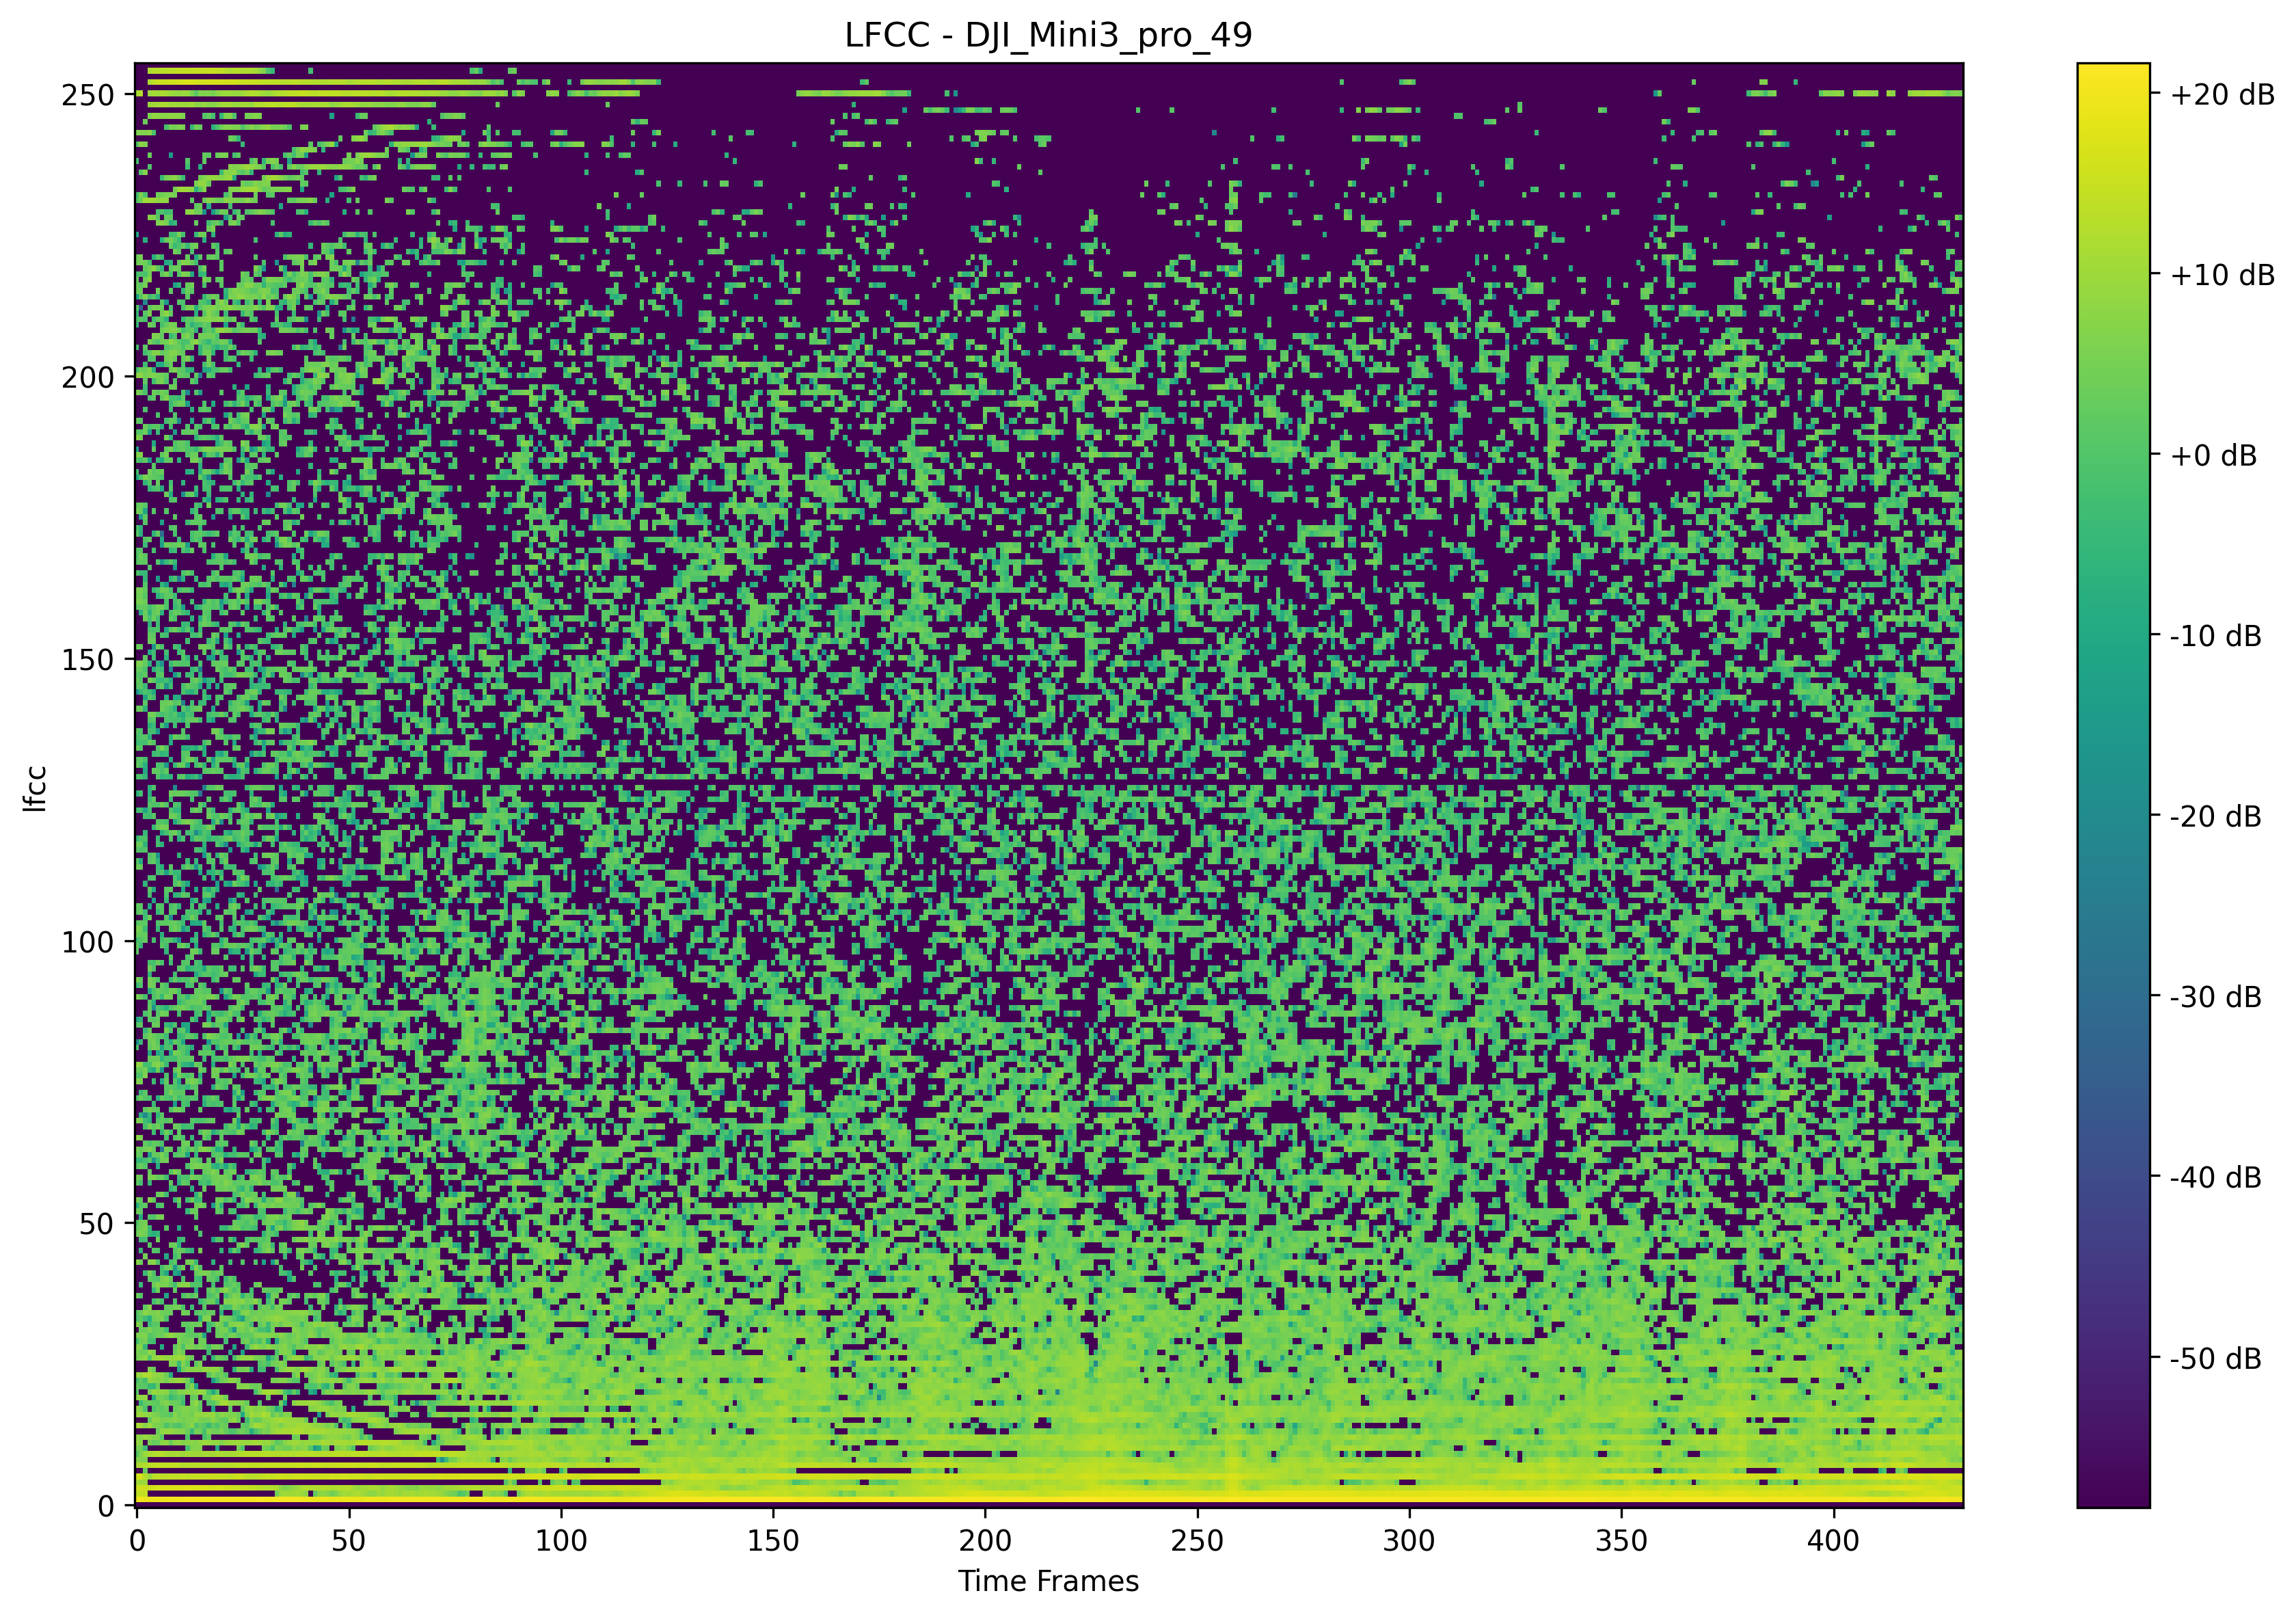 LFCC - DJI_Mini3_pro_49
250
200
150
100
50
0
lfcc
0 50 100 150 200 250 300 350 400
Time Frames
+20 dB
+10 dB
+0 dB
-10 dB
-20 dB
-30 dB
-40 dB
-50 dB